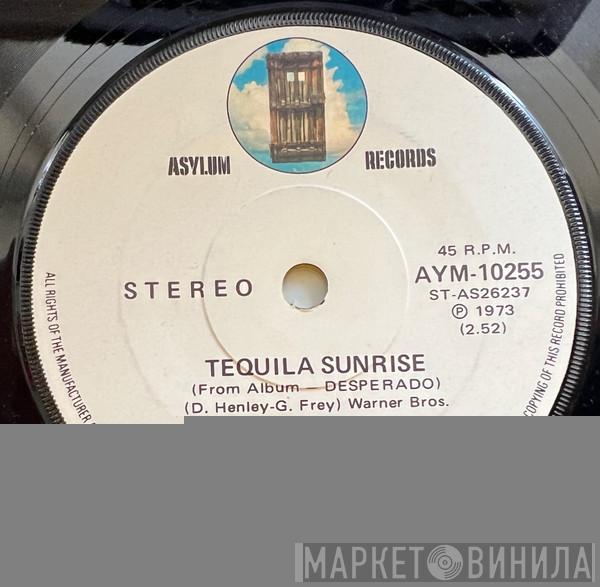 ASYLUM RECORDS
45 R.P.M.
STEREO
AYM-10255
ST-AS26237
Ⓟ 1973
(2.52)
TEQUILA SUNRISE
(From Album — DESPERADO)
(D. Henley-G. Frey) Warner Bros.
ALL RIGHTS OF THE MANUFACTURER
COPYING OF THIS RECORD PROHIBITED
МАРКЕТ ВИНИЛА